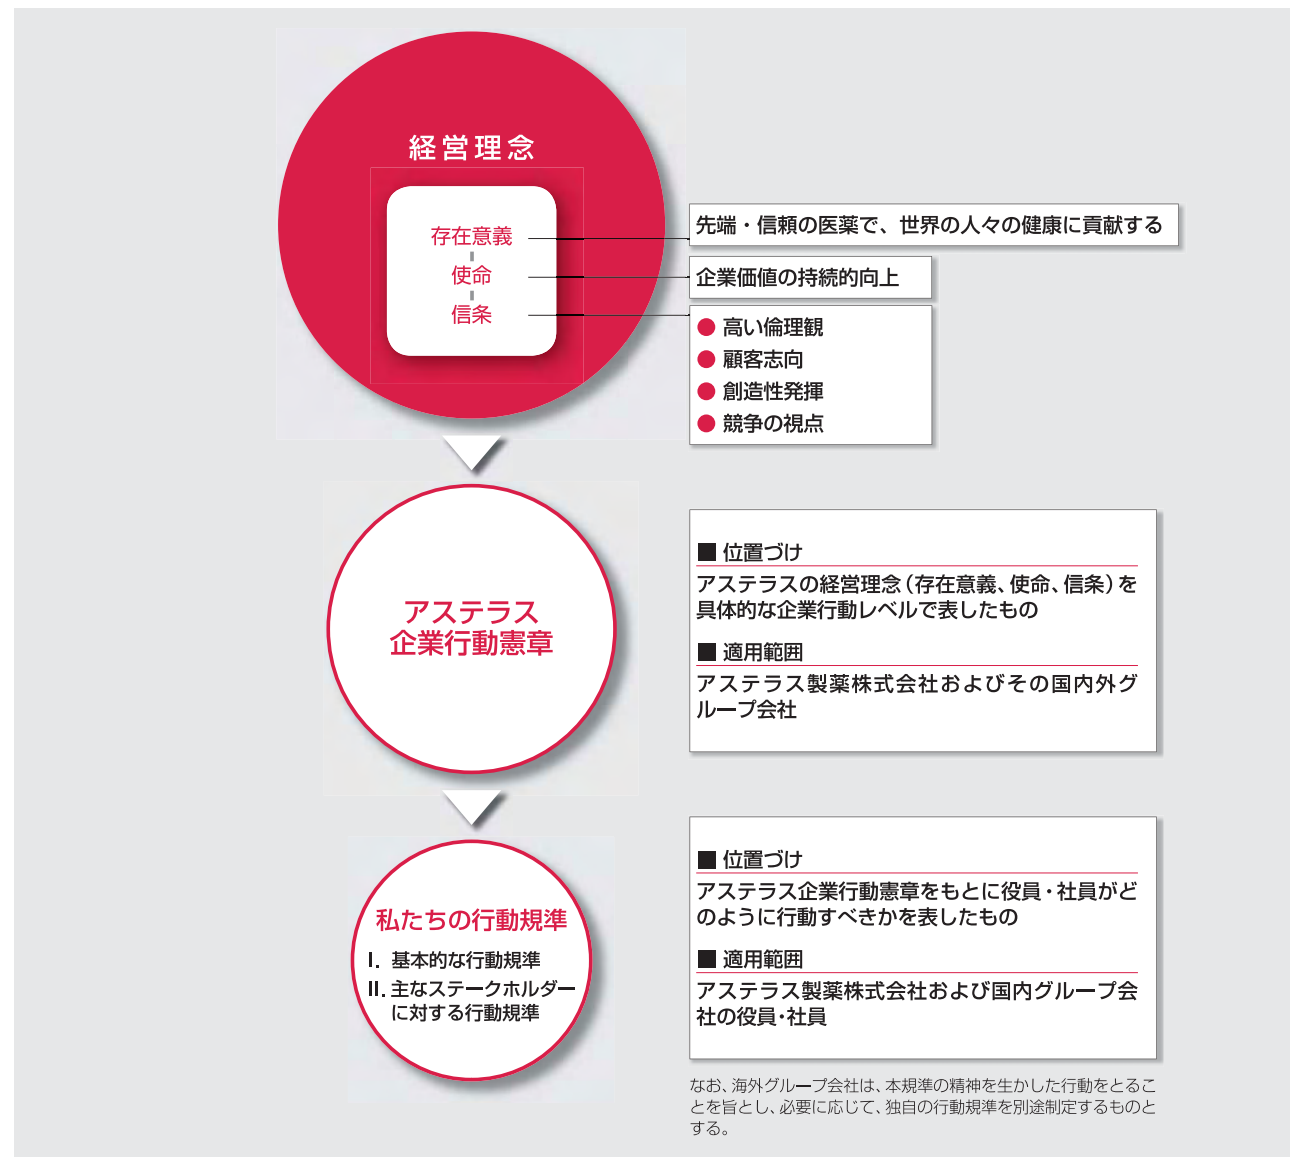 経営理念
存在意義
使命
信条
先端・信頼の医薬で、世界の人々の健康に貢献する
企業価値の持続的向上
● 高い倫理観
● 顧客志向
● 創造性発揮
● 競争の視点
アステラス
企業行動憲章
■ 位置づけ
アステラスの経営理念（存在意義、使命、信条）を
具体的な企業行動レベルで表したもの
■ 適用範囲
アステラス製薬株式会社およびその国内外グ
ループ会社
私たちの行動規準
I. 基本的な行動規準
II. 主なステークホルダー
に対する行動規準
■ 位置づけ
アステラス企業行動憲章をもとに役員・社員がど
のように行動すべきかを表したもの
■ 適用範囲
アステラス製薬株式会社および国内グループ会
社の役員・社員
なお、海外グループ会社は、本規準の精神を生かした行動をとるこ
とを旨とし、必要に応じて、独自の行動規準を別途制定するものと
する。